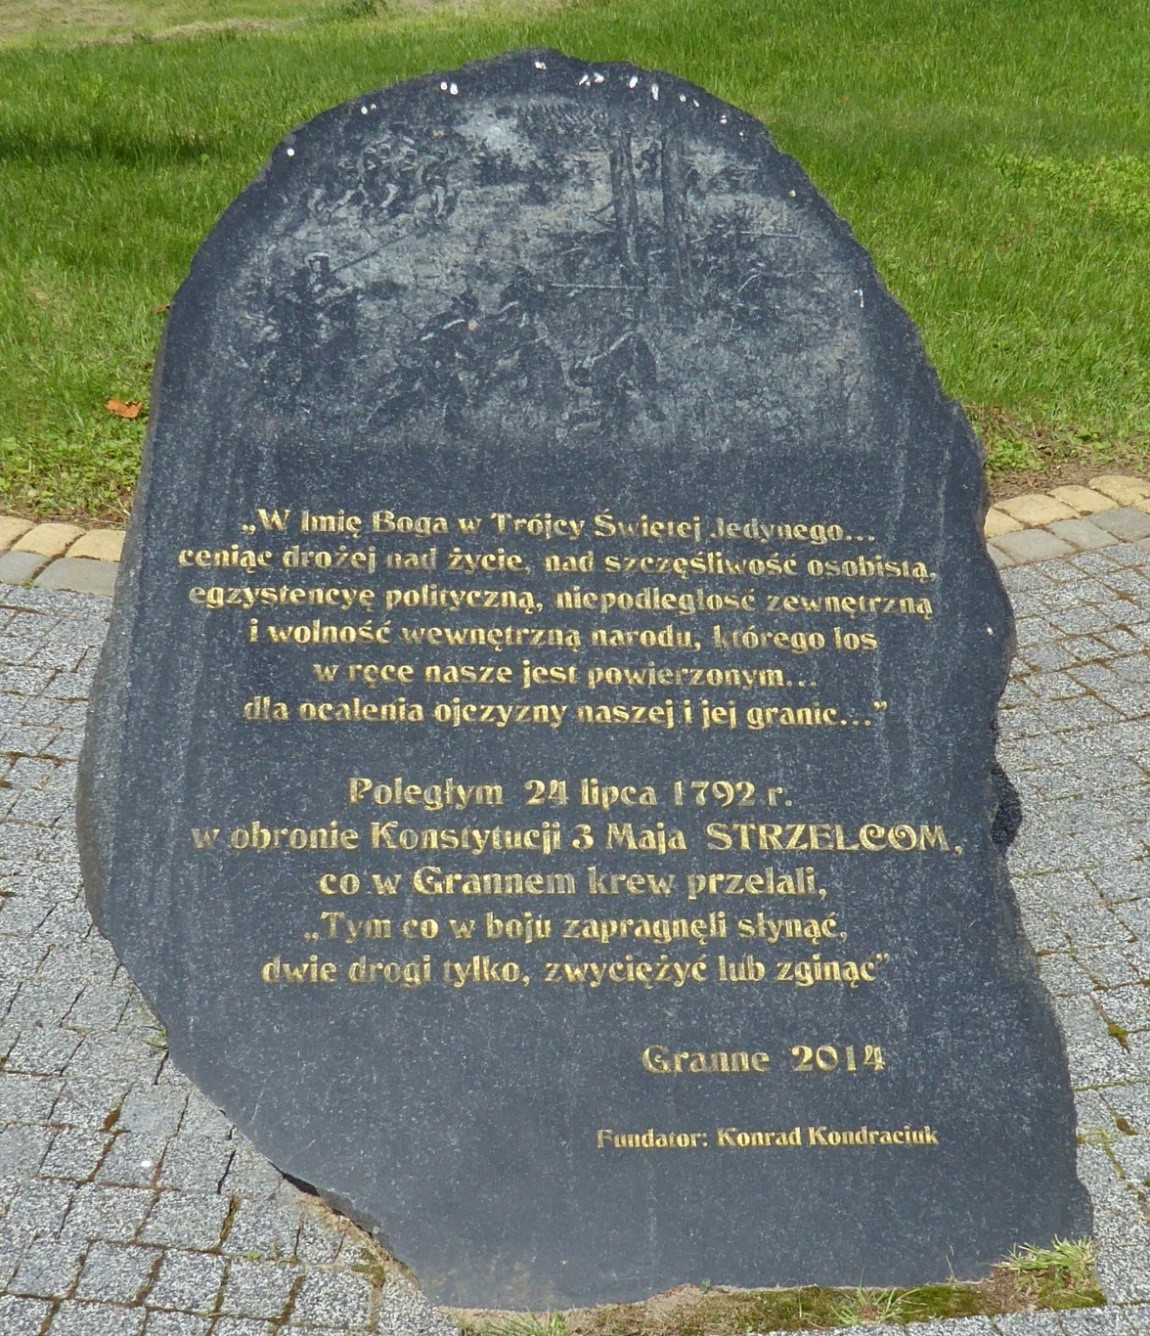 „W Imię Boga w Trójcy Świętej Jedynego...
ceniąc drożej nad życie, nad szczęśliwość osobistą,
egzystencyę polityczną, niepodległość zewnętrzną
i wolność wewnętrzną narodu, którego los
w ręce nasze jest powierzonym...
dla ocalenia ojczyzny naszej i jej granic...”
Poległym 24 lipca 1792 r.
w obronie Konstytucji 3 Maja STRZELCOM,
co w Grannem krew przelali,
„Tym co w boju zapragnęli słynąć,
dwie drogi tylko, zwyciężyć lub zginąć”
Granne 2014
Fundator: Konrad Kondraciuk